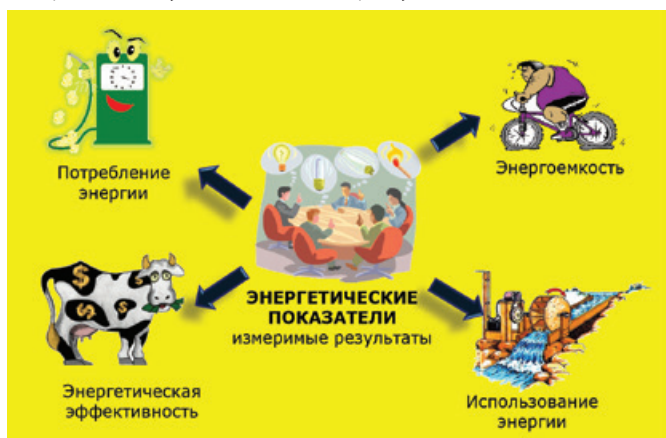 Потребление
энергии
Энергоемкость
ЭНЕРГЕТИЧЕСКИЕ
ПОКАЗАТЕЛИ
измеримые результаты
Энергетическая
эффективность
Использование
энергии